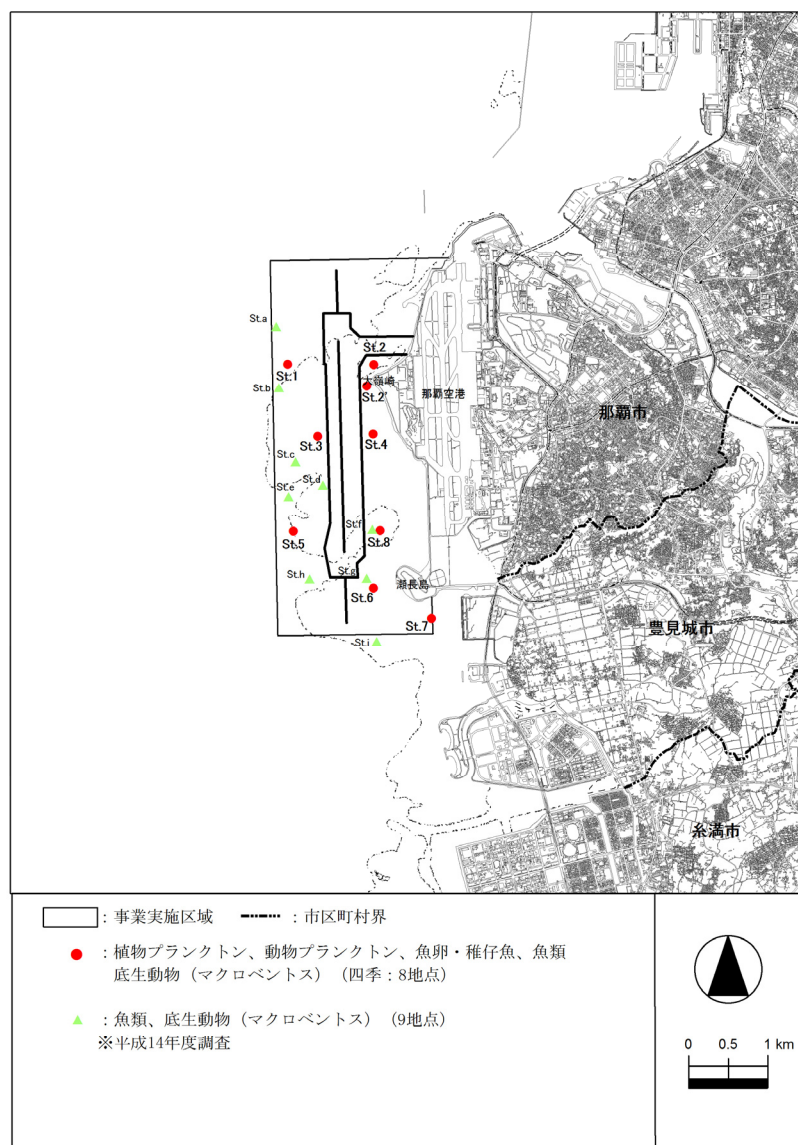 St.a
St.2
St.1
大嶺崎
St.b
St.2'
那覇空港
那覇市
St.3
St.4
St.c
St.d
St.e
St.f
St.5
St.8
St.h
St.g
瀬長島
St.6
St.7
豊見城市
St.i
糸満市
：事業実施区域
：市区町村界
：植物プランクトン、動物プランクトン、魚卵・稚仔魚、魚類
底生動物（マクロベントス）（四季：8地点）
：魚類、底生動物（マクロベントス）（9地点）
※平成14年度調査
0 0.5 1 km